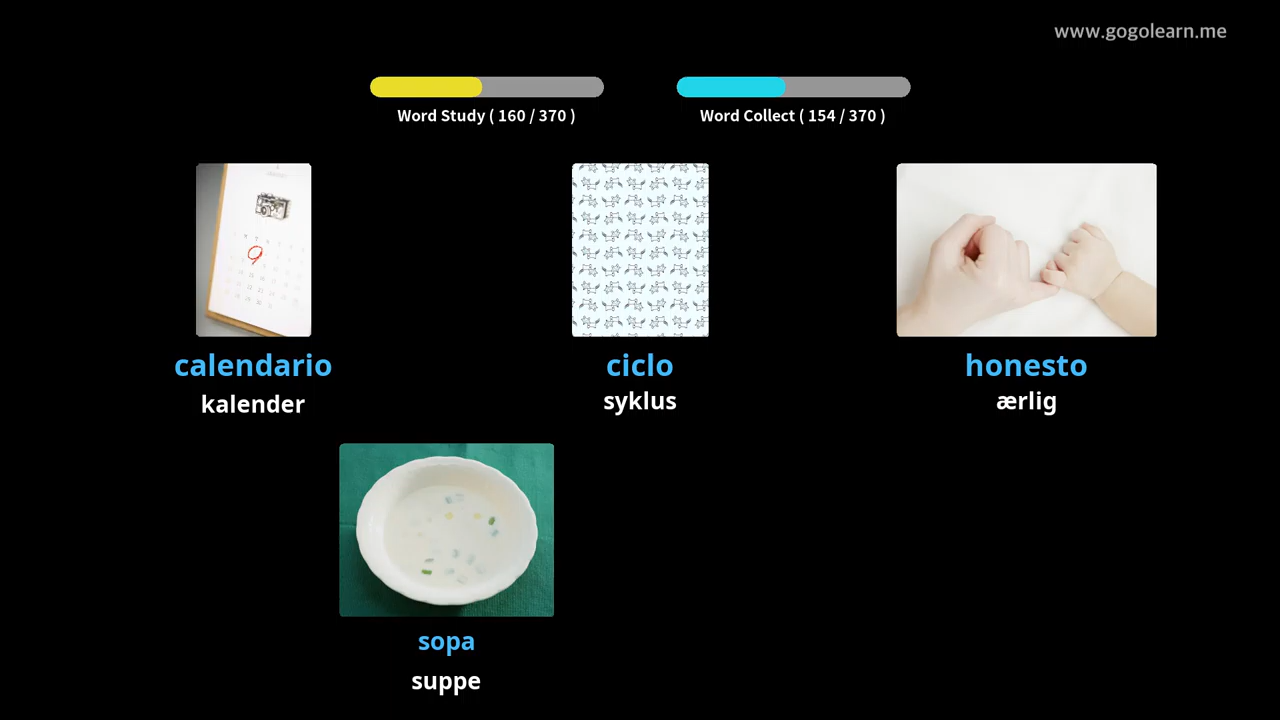 www.gogolearn.me
Word Study ( 160 / 370 )
Word Collect ( 154 / 370 )
calendario
kalender
ciclo
syklus
honesto
ærlig
sopa
suppe